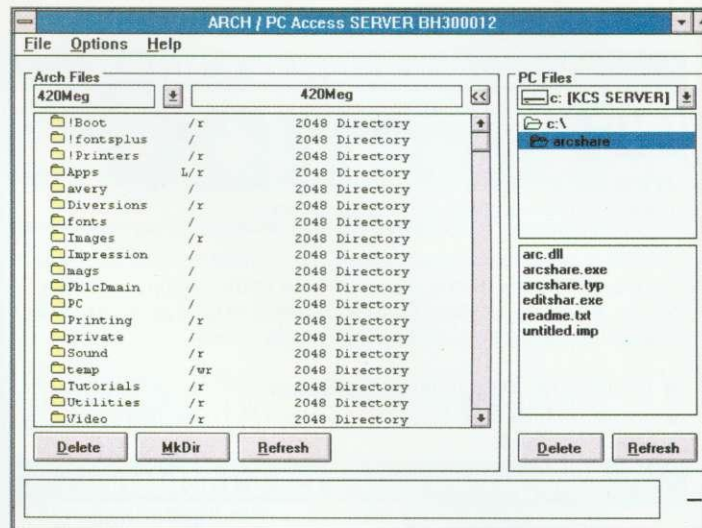 ARCH / PC Access SERVER BH300012
File Options Help
Arch Files
420Meg 420Meg <<
!Boot /r 2048 Directory
!fontsplus / 2048 Directory
!Printers /r 2048 Directory
Apps L/r 2048 Directory
avery / 2048 Directory
Diversions /r 2048 Directory
fonts / 2048 Directory
Images /r 2048 Directory
Impression / 2048 Directory
mags / 2048 Directory
PblcDmain / 2048 Directory
PC / 2048 Directory
Printing /r 2048 Directory
private / 2048 Directory
Sound /r 2048 Directory
temp /wr 2048 Directory
Tutorials /r 2048 Directory
Utilities /r 2048 Directory
Video /r 2048 Directory
Delete MkDir Refresh
PC Files
c: [KCS SERVER]
c:\
arcshare
arc.dll
arcshare.exe
arcshare.typ
editshar.exe
readme.txt
untitled.imp
Delete Refresh